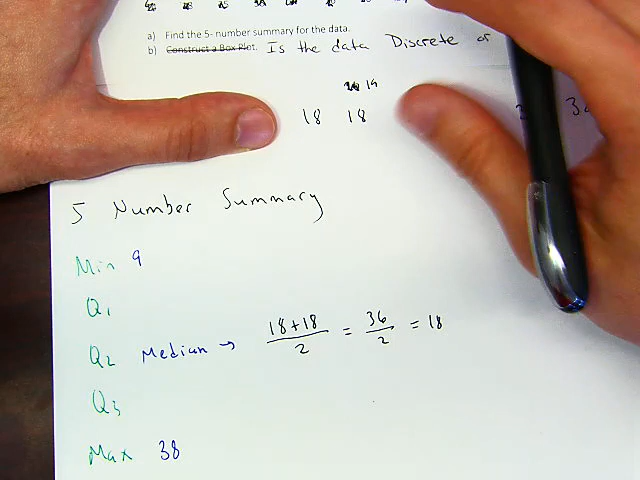 a) Find the 5- number summary for the data.
b) Construct a Box Plot. Is the data Discrete or
19
18 18
5 Number Summary
Min 9
Q1
Q2 Median → 18+18/2 = 36/2 = 18
Q3
Max 38